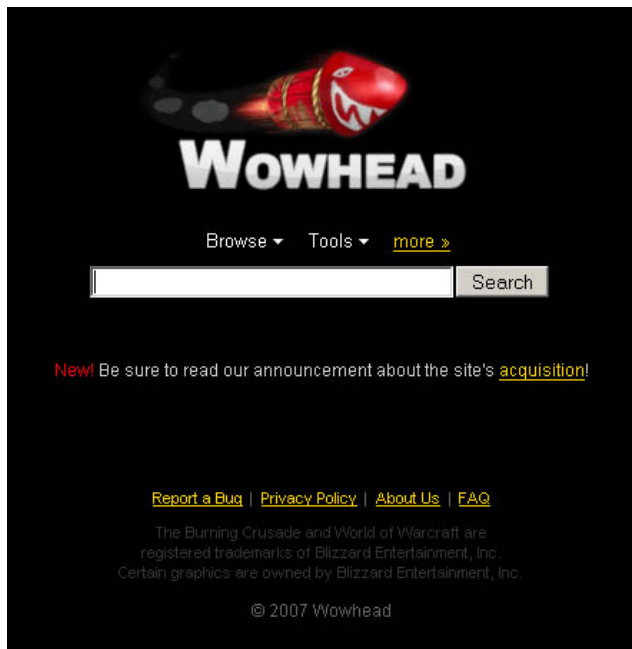 WOWHEAD
Browse Tools more »
Search
New! Be sure to read our announcement about the site's acquisition!
Report a Bug | Privacy Policy | About Us | FAQ
The Burning Crusade and World of Warcraft are
registered trademarks of Blizzard Entertainment, Inc.
Certain graphics are owned by Blizzard Entertainment, Inc.
© 2007 Wowhead